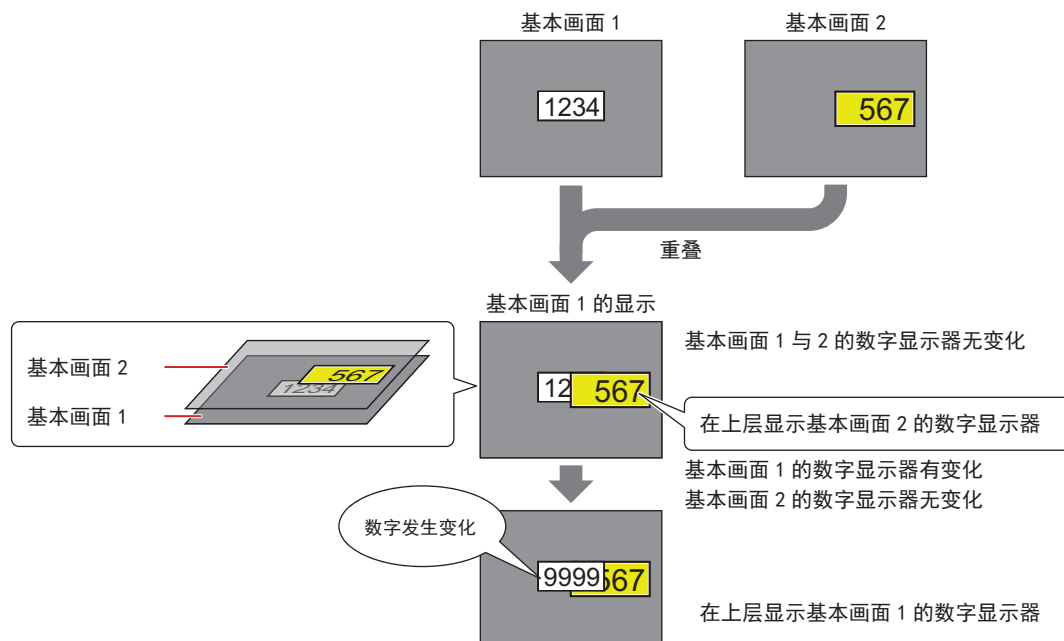 基本画面 1
基本画面 2
1234
567
重叠
基本画面 1 的显示
基本画面 1 与 2 的数字显示器无变化
基本画面 2
567
1234
基本画面 1
12
567
在上层显示基本画面 2 的数字显示器
基本画面 1 的数字显示器有变化
基本画面 2 的数字显示器无变化
数字发生变化
9999
567
在上层显示基本画面 1 的数字显示器